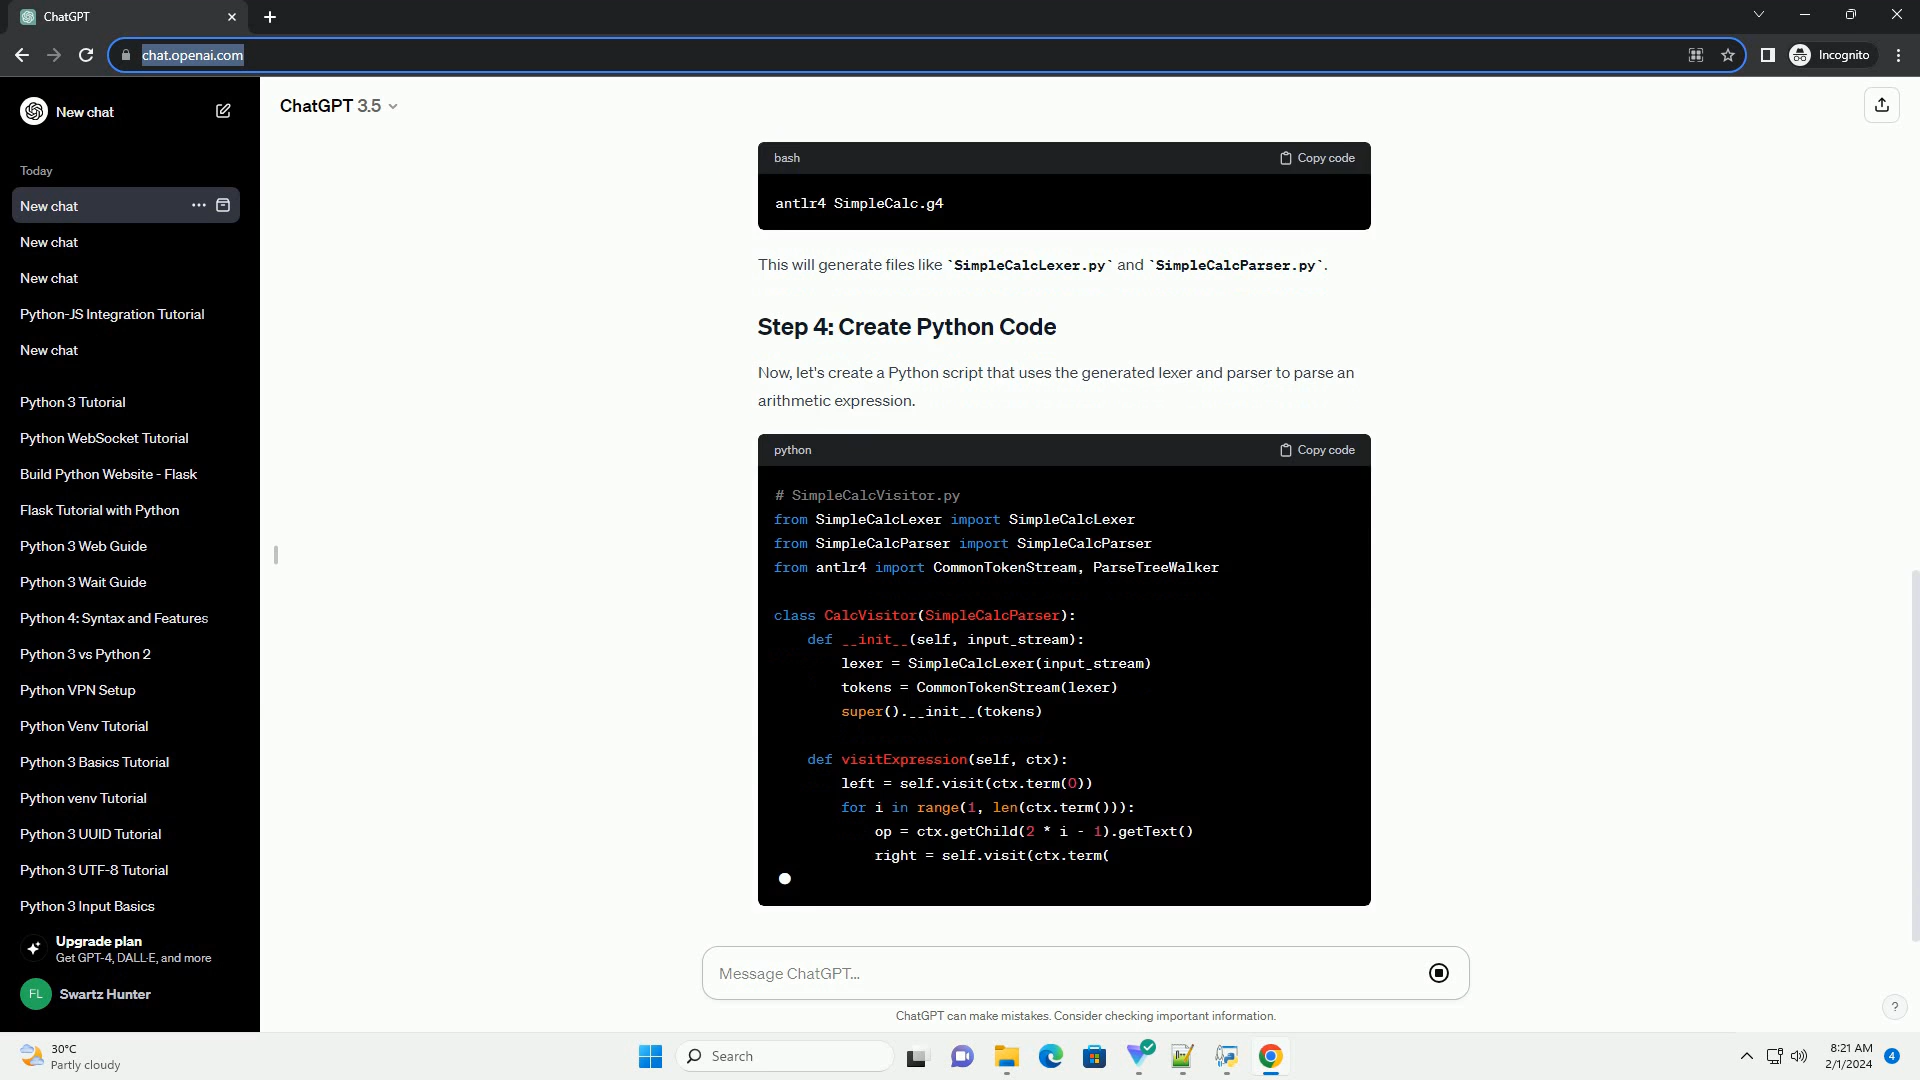 ChatGPT
chat.openai.com
Incognito
New chat
Today
New chat
New chat
New chat
Python-JS Integration Tutorial
New chat
Python 3 Tutorial
Python WebSocket Tutorial
Build Python Website - Flask
Flask Tutorial with Python
Python 3 Web Guide
Python 3 Wait Guide
Python 4: Syntax and Features
Python 3 vs Python 2
Python VPN Setup
Python Venv Tutorial
Python 3 Basics Tutorial
Python venv Tutorial
Python 3 UUID Tutorial
Python 3 UTF-8 Tutorial
Python 3 Input Basics
Upgrade plan
Get GPT-4, DALL·E, and more
FL
Swartz Hunter
ChatGPT 3.5
bash
Copy code
antlr4 SimpleCalc.g4
This will generate files like `SimpleCalcLexer.py` and `SimpleCalcParser.py`.
Step 4: Create Python Code
Now, let's create a Python script that uses the generated lexer and parser to parse an
arithmetic expression.
python
Copy code
# SimpleCalcVisitor.py
from SimpleCalcLexer import SimpleCalcLexer
from SimpleCalcParser import SimpleCalcParser
from antlr4 import CommonTokenStream, ParseTreeWalker
class CalcVisitor(SimpleCalcParser):
def __init__(self, input_stream):
lexer = SimpleCalcLexer(input_stream)
tokens = CommonTokenStream(lexer)
super().__init__(tokens)
def visitExpression(self, ctx):
left = self.visit(ctx.term(0))
for i in range(1, len(ctx.term())):
op = ctx.getChild(2 * i - 1).getText()
right = self.visit(ctx.term(
Message ChatGPT…
ChatGPT can make mistakes. Consider checking important information.
?
30°C
Partly cloudy
Search
8:21 AM
2/1/2024
4